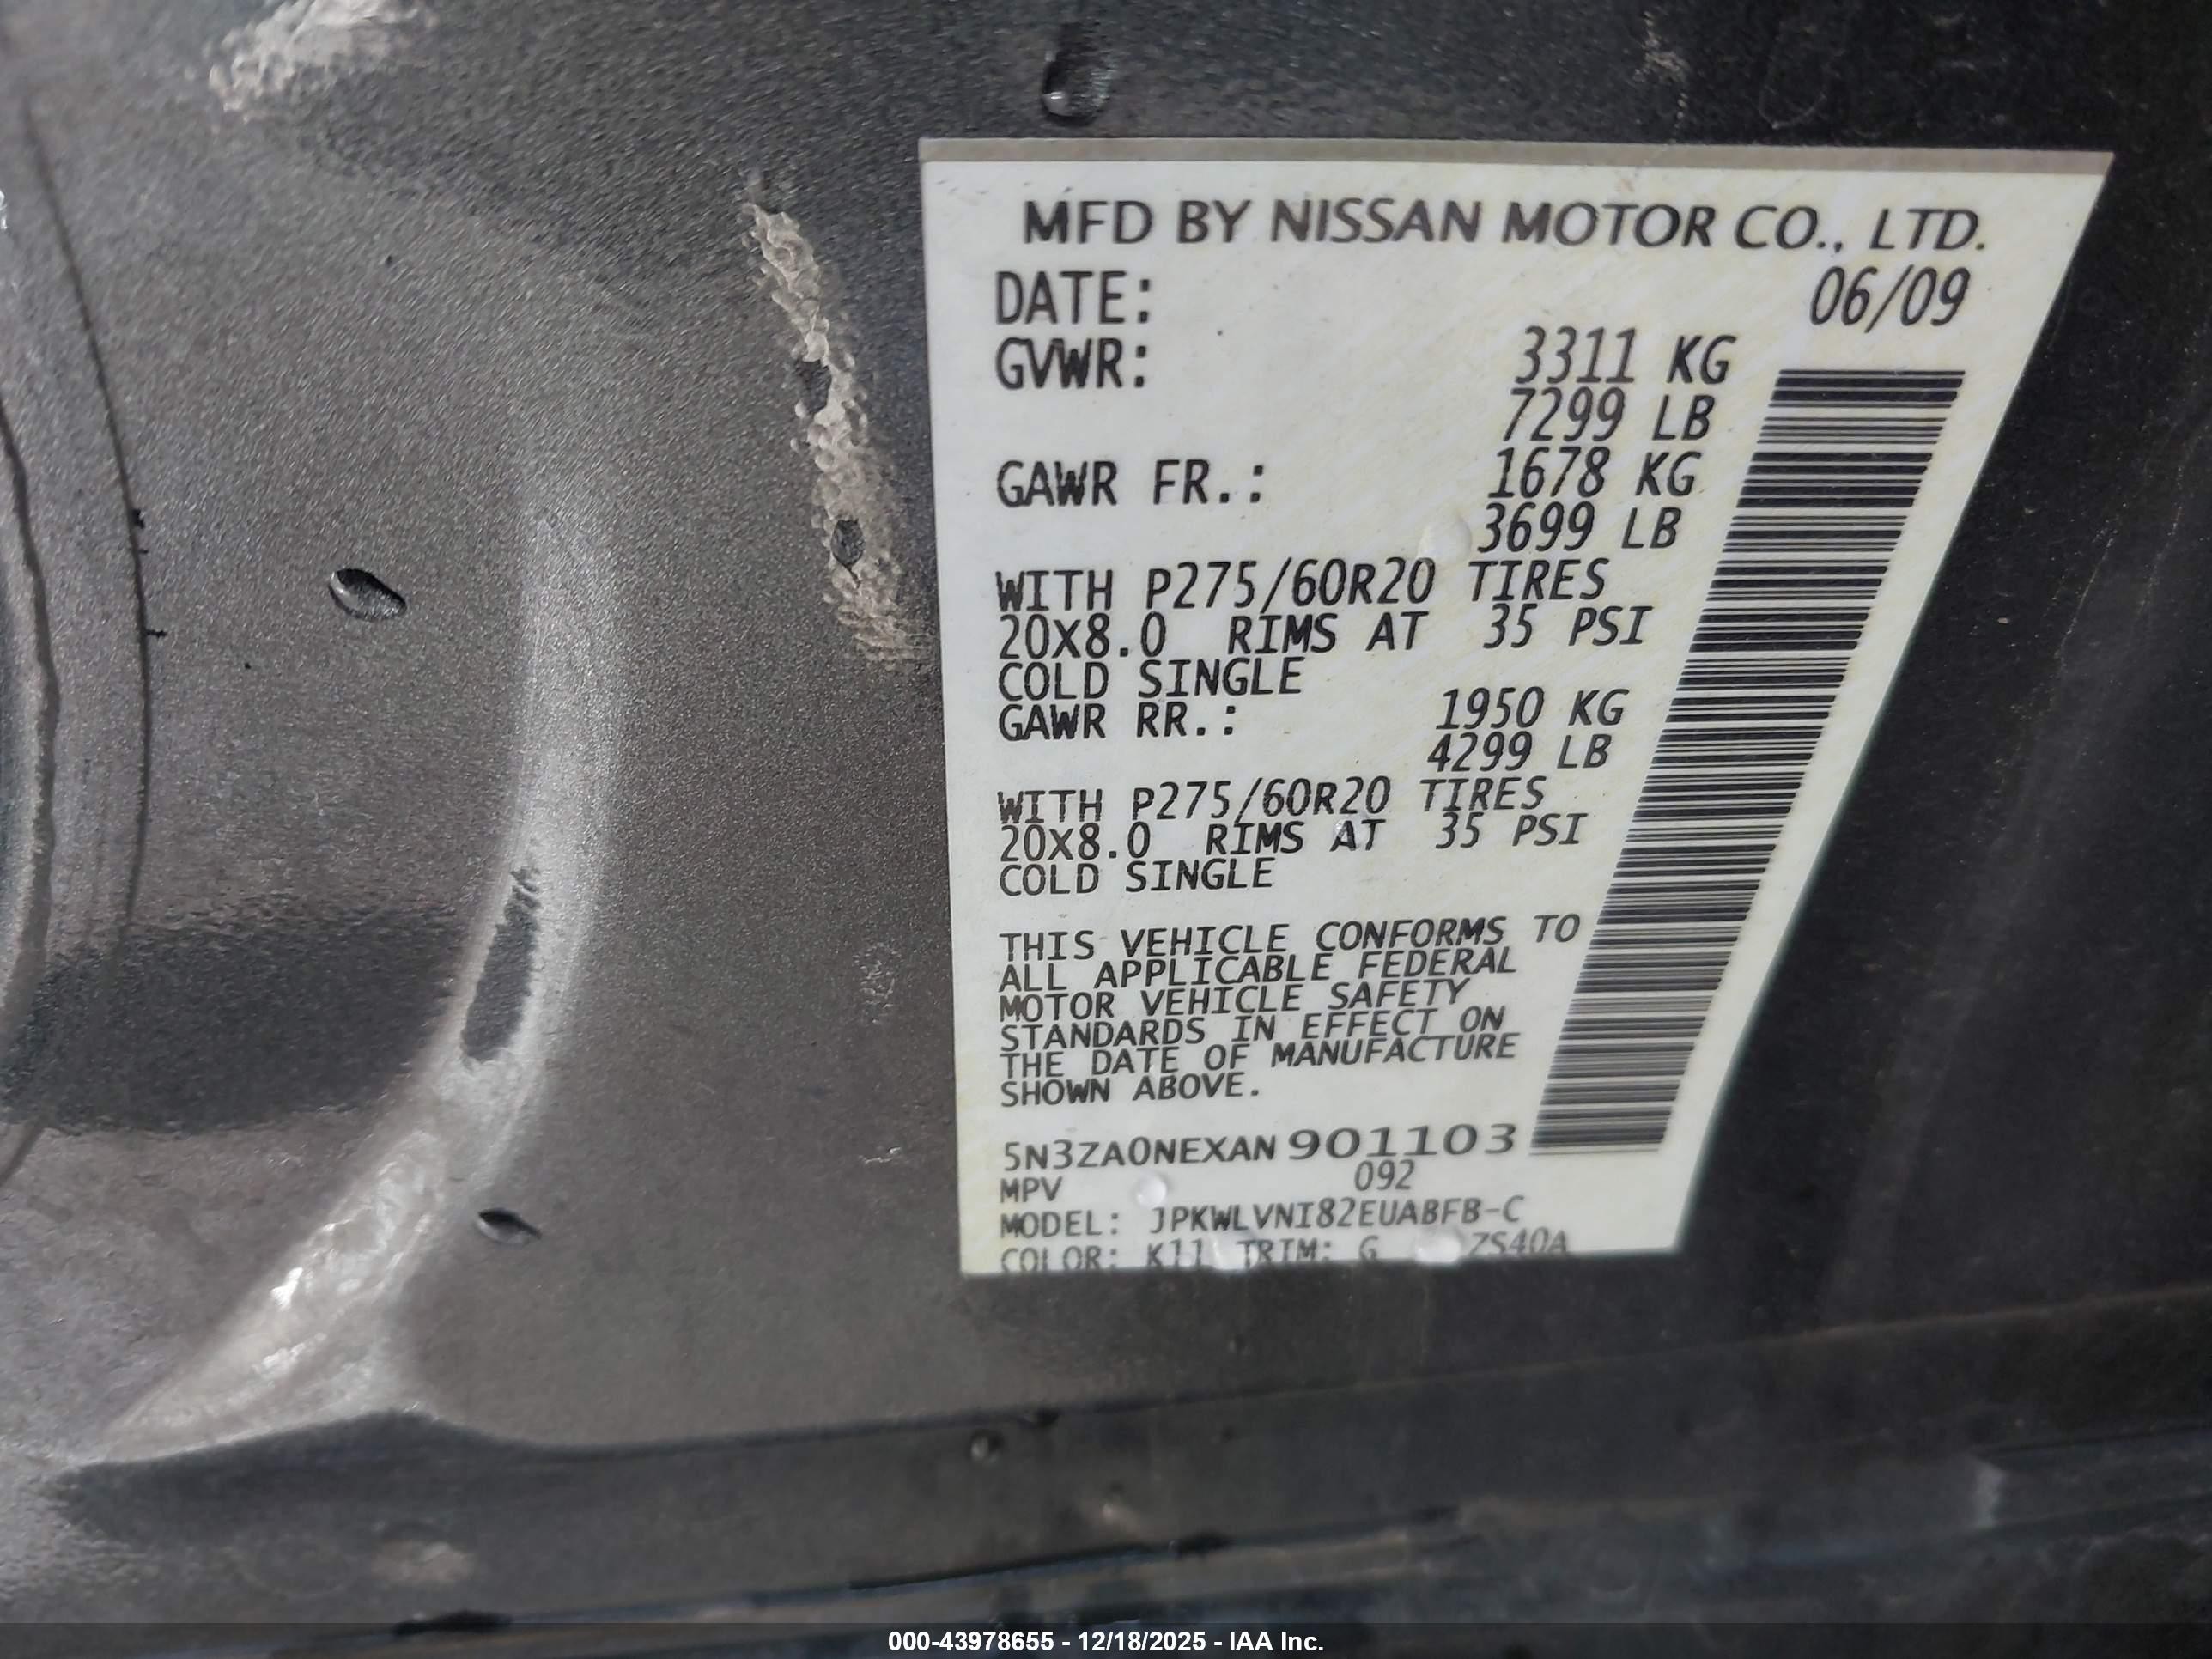 MFD BY NISSAN MOTOR CO., LTD.
DATE: 06/09
GVWR: 3311 KG
7299 LB
GAWR FR.: 1678 KG
3699 LB
WITH P275/60R20 TIRES
20X8.0 RIMS AT 35 PSI
COLD SINGLE
GAWR RR.: 1950 KG
4299 LB
WITH P275/60R20 TIRES
20X8.0 RIMS AT 35 PSI
COLD SINGLE
THIS VEHICLE CONFORMS TO
ALL APPLICABLE FEDERAL
MOTOR VEHICLE SAFETY
STANDARDS IN EFFECT ON
THE DATE OF MANUFACTURE
SHOWN ABOVE.
5N3ZA0NEXAN901103
MPV 092
MODEL: JPKWLVNI82EUABFB-C
COLOR: K11 TRIM: G ZS40A
000-43978655 - 12/18/2025 - IAA Inc.